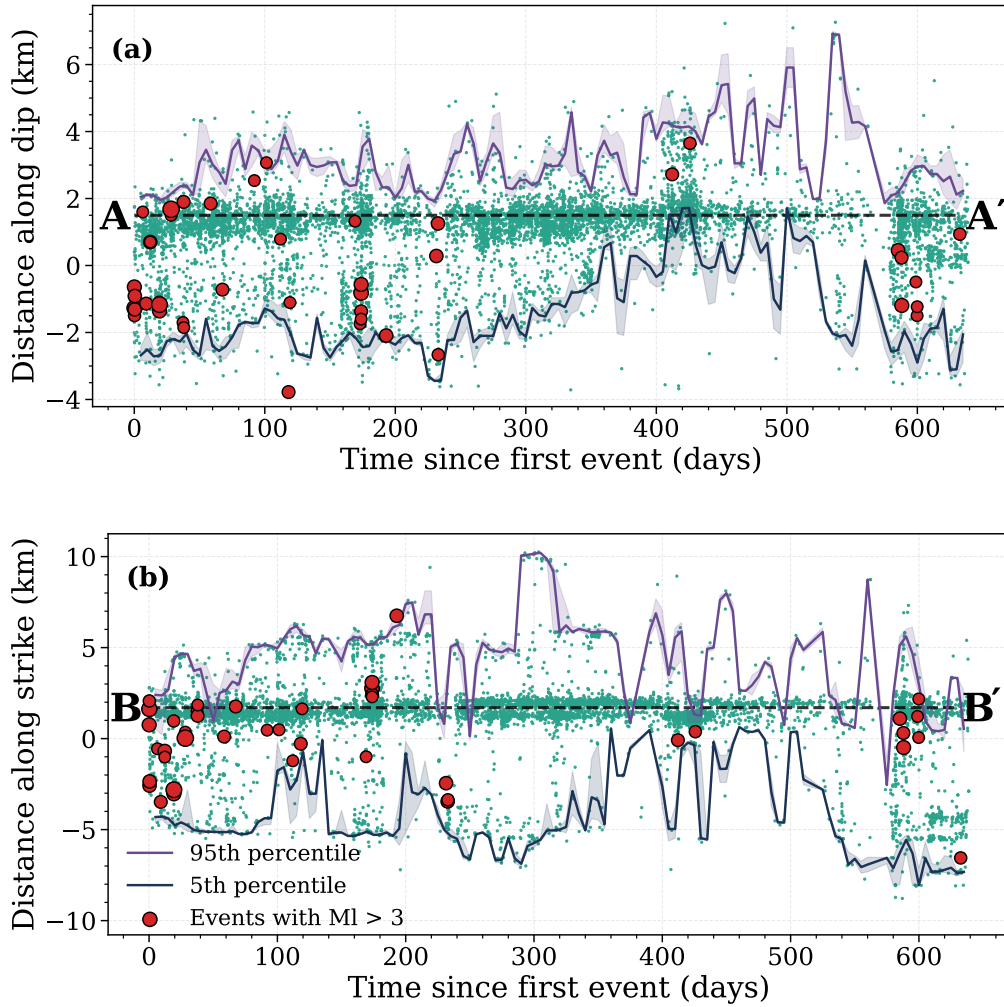 (a)
Distance along dip (km)
6
4
2
0
−2
−4
A
A′
0 100 200 300 400 500 600
Time since first event (days)
(b)
Distance along strike (km)
10
5
0
−5
−10
B
B′
95th percentile
5th percentile
Events with Ml > 3
0 100 200 300 400 500 600
Time since first event (days)